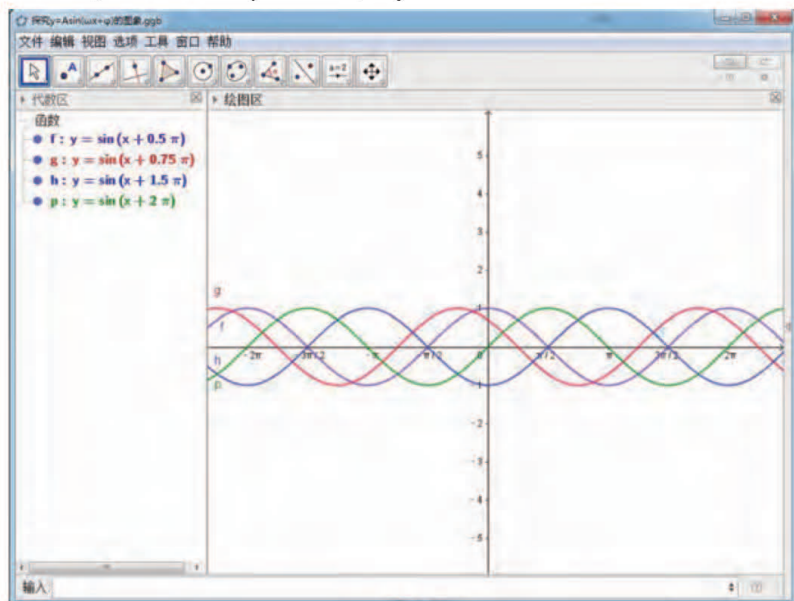 探究y=Asin(ωx+φ)的图象.ggb
文件 编辑 视图 选项 工具 窗口 帮助
A
a=2
代数区
绘图区
函数
f : y = sin (x + 0.5 π)
g : y = sin (x + 0.75 π)
h : y = sin (x + 1.5 π)
p : y = sin (x + 2 π)
5
4
3
2
g
1
f
h
-2π
-3π/2
-π
-π/2
0
π/2
π
3π/2
2π
p
-1
-2
-3
-4
-5
输入